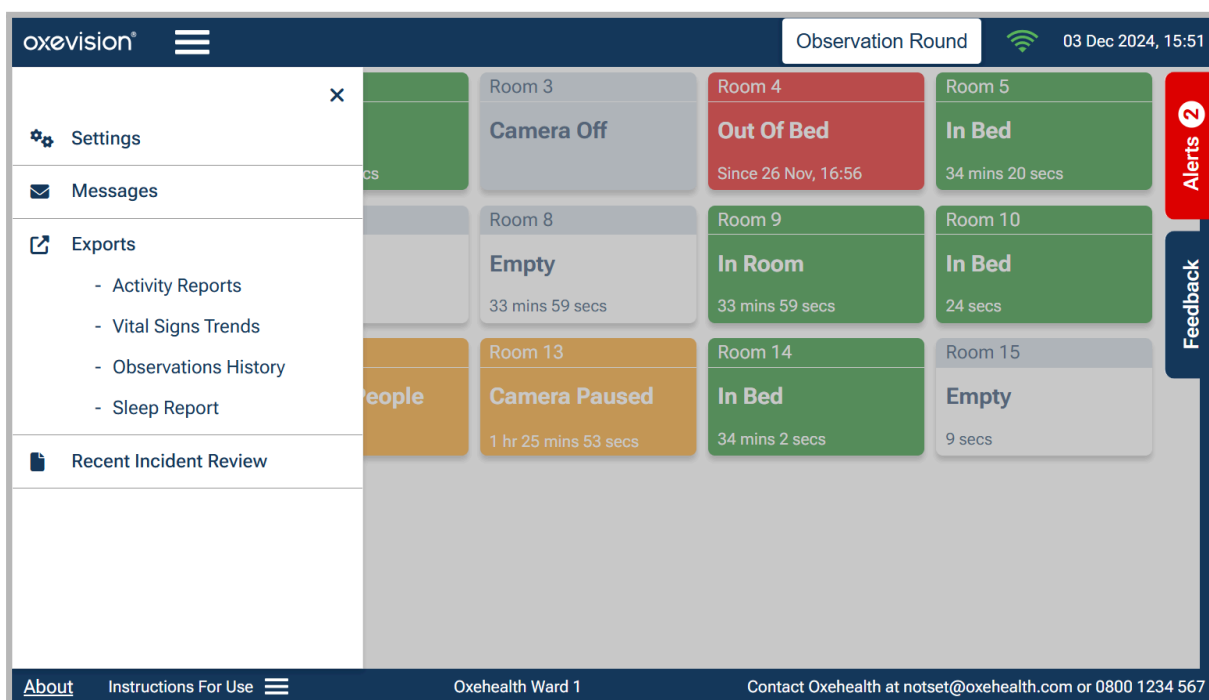 oxevision®
Observation Round
03 Dec 2024, 15:51
Settings
Messages
Exports
- Activity Reports
- Vital Signs Trends
- Observations History
- Sleep Report
Recent Incident Review
cs
Room 3
Camera Off
Room 4
Out Of Bed
Since 26 Nov, 16:56
Room 5
In Bed
34 mins 20 secs
Room 8
Empty
33 mins 59 secs
Room 9
In Room
33 mins 59 secs
Room 10
In Bed
24 secs
People
Room 13
Camera Paused
1 hr 25 mins 53 secs
Room 14
In Bed
34 mins 2 secs
Room 15
Empty
9 secs
Alerts 2
Feedback
About
Instructions For Use
Oxehealth Ward 1
Contact Oxehealth at notset@oxehealth.com or 0800 1234 567